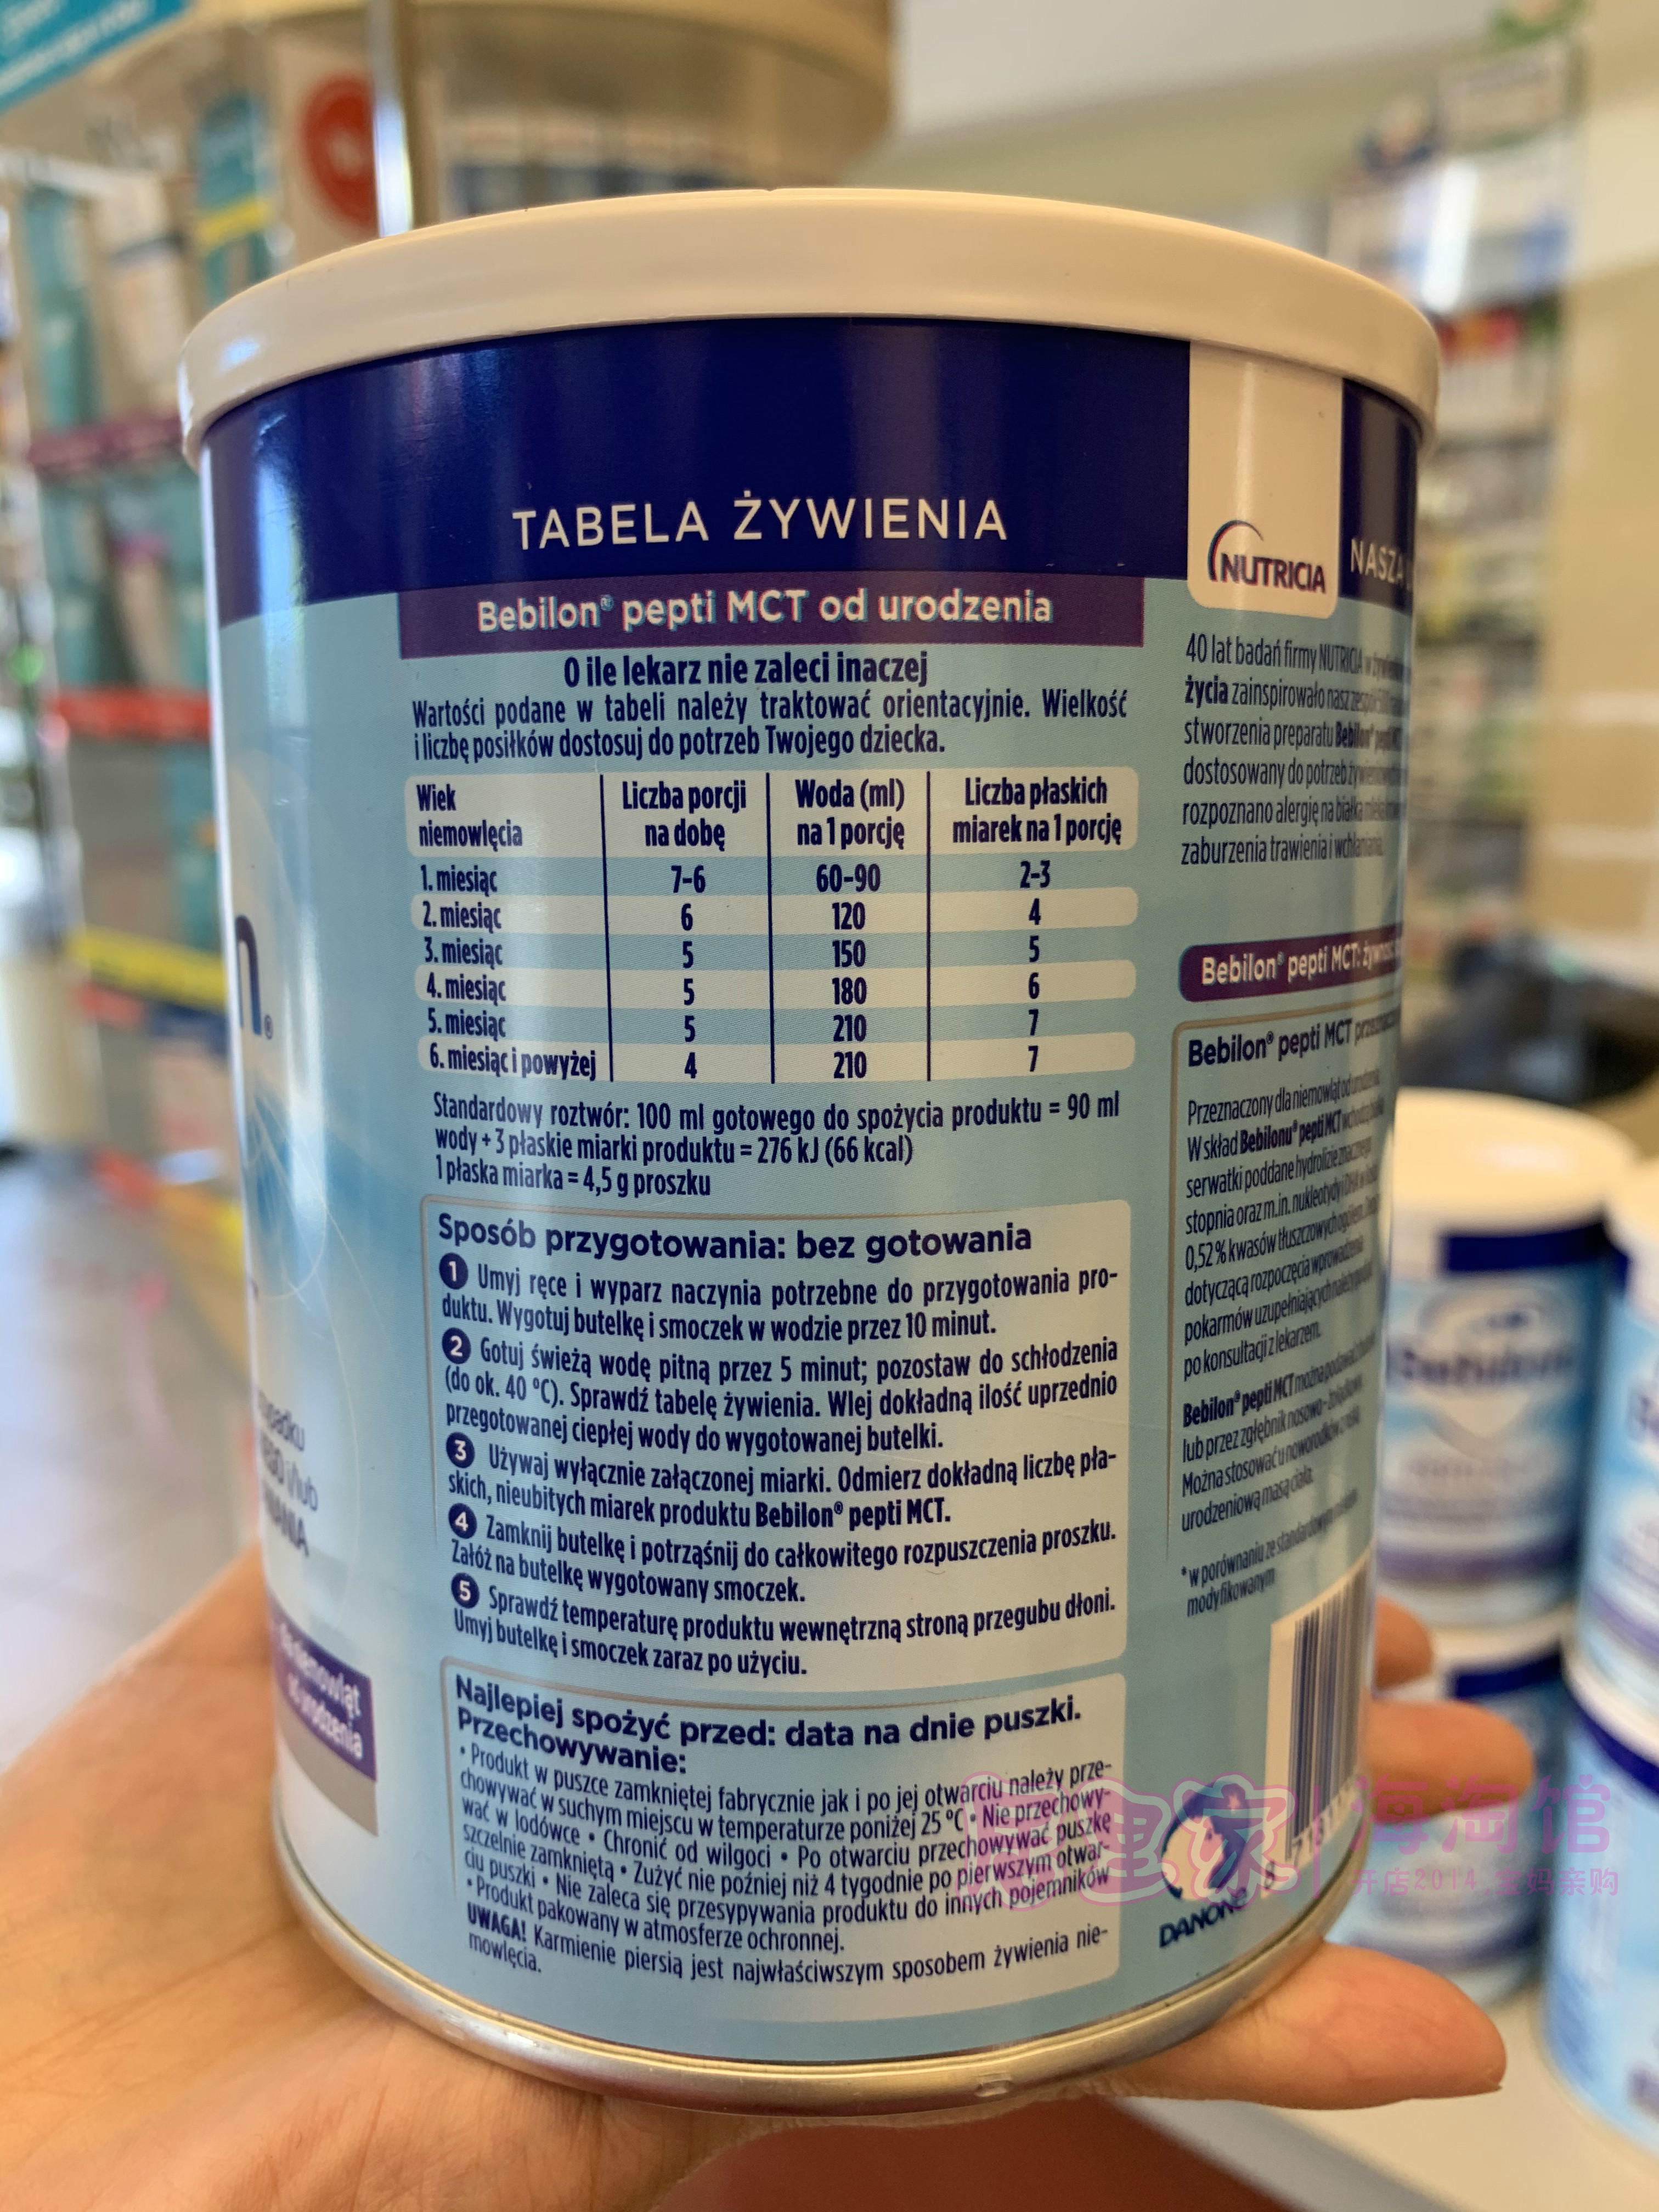 TABELA ŻYWIENIA
Bebilon® pepti MCT od urodzenia
O ile lekarz nie zaleci inaczej
Wartości podane w tabeli należy traktować orientacyjnie. Wielkość
i liczbę posiłków dostosuj do potrzeb Twojego dziecka.
Wiek niemowlęcia Liczba porcji na dobę Woda (ml) na 1 porcję Liczba płaskich miarek na 1 porcję
1. miesiąc 7-6 60-90 2-3
2. miesiąc 6 120 4
3. miesiąc 5 150 5
4. miesiąc 5 180 6
5. miesiąc 5 210 7
6. miesiąc i powyżej 4 210 7
Standardowy roztwór: 100 ml gotowego do spożycia produktu = 90 ml
wody + 3 płaskie miarki produktu = 276 kJ (66 kcal)
1 płaska miarka = 4,5 g proszku
Sposób przygotowania: bez gotowania
1 Umyj ręce i wyparz naczynia potrzebne do przygotowania pro-
duktu. Wygotuj butelkę i smoczek w wodzie przez 10 minut.
2 Gotuj świeżą wodę pitną przez 5 minut; pozostaw do schłodzenia
(do ok. 40 °C). Sprawdź tabelę żywienia. Wlej dokładną ilość uprzednio
przegotowanej ciepłej wody do wygotowanej butelki.
3 Używaj wyłącznie załączonej miarki. Odmierz dokładną liczbę pła-
skich, nieubitych miarek produktu Bebilon® pepti MCT.
4 Zamknij butelkę i potrząśnij do całkowitego rozpuszczenia proszku.
Załóż na butelkę wygotowany smoczek.
5 Sprawdź temperaturę produktu wewnętrzną stroną przegubu dłoni.
Umyj butelkę i smoczek zaraz po użyciu.
Najlepiej spożyć przed: data na dnie puszki.
Przechowywanie:
• Produkt w puszce zamkniętej fabrycznie jak i po jej otwarciu należy prze-
chowywać w suchym miejscu w temperaturze poniżej 25 °C • Nie przechowy-
wać w lodówce • Chronić od wilgoci • Po otwarciu przechowywać puszkę
szczelnie zamkniętą • Zużyć nie później niż 4 tygodnie po pierwszym otwar-
ciu puszki • Nie zaleca się przesypywania produktu do innych pojemników
• Produkt pakowany w atmosferze ochronnej.
UWAGA! Karmienie piersią jest najwłaściwszym sposobem żywienia nie-
mowlęcia.
NUTRICIA
NASZA
40 lat badań firmy NUTRICIA w
życia zainspirowało nasz
stworzenia preparatu Bebilon®
dostosowany do potrzeb
rozpoznano alergię na białka
zaburzenia trawienia i wchłaniania.
Bebilon® pepti MCT:
Bebilon® pepti MCT
Przeznaczony dla niemowląt od urodzenia.
W skład Bebilonu® pepti MCT
serwatki poddane hydrolizie znacznego
stopnia oraz m.in. nukleotydy i DHA
0,52% kwasów tłuszczowych ogółem.
dotyczącą rozpoczęcia wprowadzenia
pokarmów uzupełniających należy
po konsultacji z lekarzem.
Bebilon® pepti MCT można podawać
lub przez zgłębnik nosowo-żołądkowy.
Można stosować u noworodków z
urodzeniową masą ciała.
*w porównaniu ze standardowym
modyfikowanym
DANONE
niemowląt
od urodzenia
海淘馆
开店2014 宝妈亲购
Bebilon